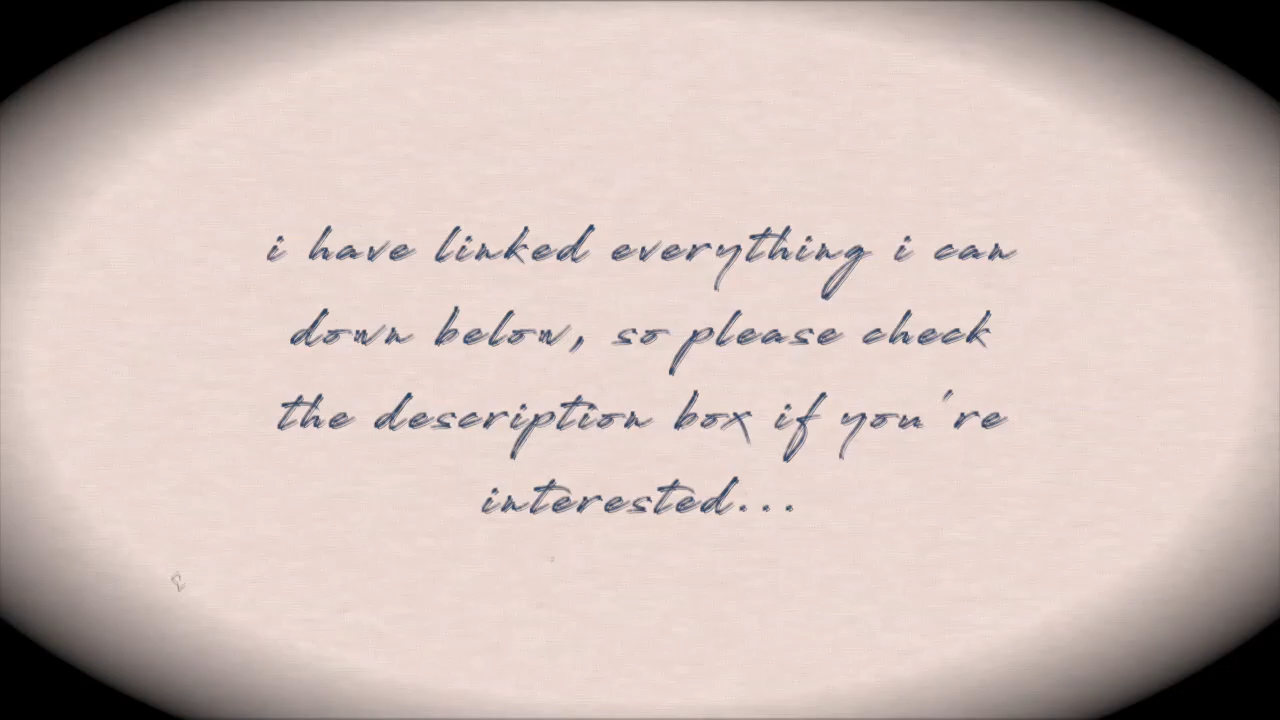 i have linked everything i can
down below, so please check
the description box if you're
interested...